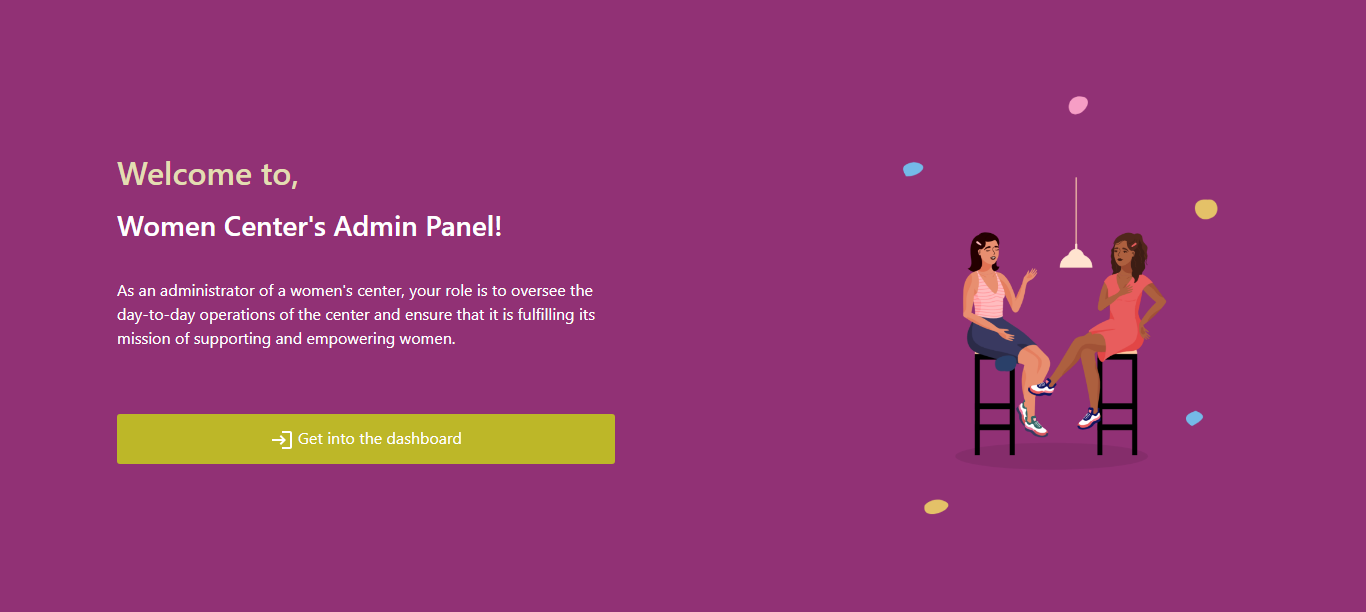 Welcome to,
Women Center's Admin Panel!
As an administrator of a women's center, your role is to oversee the
day-to-day operations of the center and ensure that it is fulfilling its
mission of supporting and empowering women.
Get into the dashboard